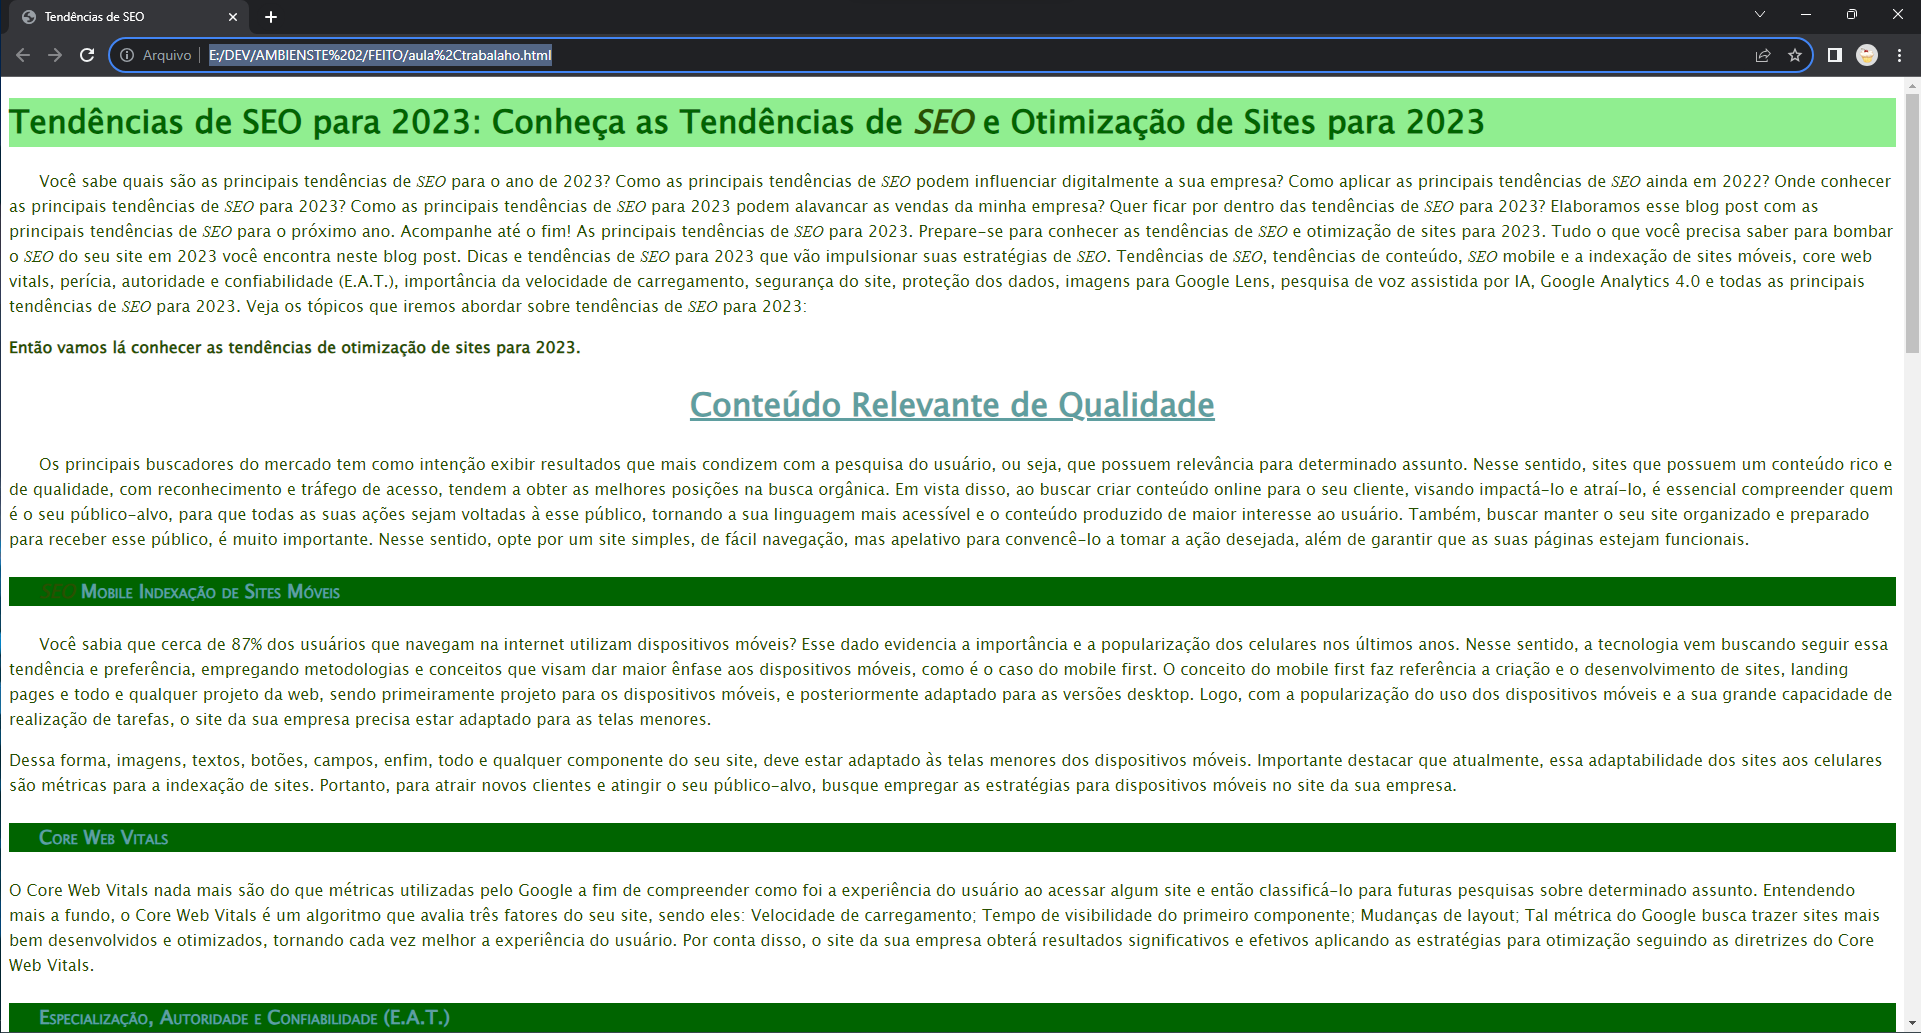 Tendências de SEO
Arquivo | E:/DEV/AMBIENSTE%202/FEITO/aula%2Ctrabalaho.html
Tendências de SEO para 2023: Conheça as Tendências de SEO e Otimização de Sites para 2023
Você sabe quais são as principais tendências de SEO para o ano de 2023? Como as principais tendências de SEO podem influenciar digitalmente a sua empresa? Como aplicar as principais tendências de SEO ainda em 2022? Onde conhecer
as principais tendências de SEO para 2023? Como as principais tendências de SEO para 2023 podem alavancar as vendas da minha empresa? Quer ficar por dentro das tendências de SEO para 2023? Elaboramos esse blog post com as
principais tendências de SEO para o próximo ano. Acompanhe até o fim! As principais tendências de SEO para 2023. Prepare-se para conhecer as tendências de SEO e otimização de sites para 2023. Tudo o que você precisa saber para bombar
o SEO do seu site em 2023 você encontra neste blog post. Dicas e tendências de SEO para 2023 que vão impulsionar suas estratégias de SEO. Tendências de SEO, tendências de conteúdo, SEO mobile e a indexação de sites móveis, core web
vitals, perícia, autoridade e confiabilidade (E.A.T.), importância da velocidade de carregamento, segurança do site, proteção dos dados, imagens para Google Lens, pesquisa de voz assistida por IA, Google Analytics 4.0 e todas as principais
tendências de SEO para 2023. Veja os tópicos que iremos abordar sobre tendências de SEO para 2023:
Então vamos lá conhecer as tendências de otimização de sites para 2023.
Conteúdo Relevante de Qualidade
Os principais buscadores do mercado tem como intenção exibir resultados que mais condizem com a pesquisa do usuário, ou seja, que possuem relevância para determinado assunto. Nesse sentido, sites que possuem um conteúdo rico e
de qualidade, com reconhecimento e tráfego de acesso, tendem a obter as melhores posições na busca orgânica. Em vista disso, ao buscar criar conteúdo online para o seu cliente, visando impactá-lo e atraí-lo, é essencial compreender quem
é o seu público-alvo, para que todas as suas ações sejam voltadas à esse público, tornando a sua linguagem mais acessível e o conteúdo produzido de maior interesse ao usuário. Também, buscar manter o seu site organizado e preparado
para receber esse público, é muito importante. Nesse sentido, opte por um site simples, de fácil navegação, mas apelativo para convencê-lo a tomar a ação desejada, além de garantir que as suas páginas estejam funcionais.
SEO Mobile Indexação de Sites Móveis
Você sabia que cerca de 87% dos usuários que navegam na internet utilizam dispositivos móveis? Esse dado evidencia a importância e a popularização dos celulares nos últimos anos. Nesse sentido, a tecnologia vem buscando seguir essa
tendência e preferência, empregando metodologias e conceitos que visam dar maior ênfase aos dispositivos móveis, como é o caso do mobile first. O conceito do mobile first faz referência a criação e o desenvolvimento de sites, landing
pages e todo e qualquer projeto da web, sendo primeiramente projeto para os dispositivos móveis, e posteriormente adaptado para as versões desktop. Logo, com a popularização do uso dos dispositivos móveis e a sua grande capacidade de
realização de tarefas, o site da sua empresa precisa estar adaptado para as telas menores.
Dessa forma, imagens, textos, botões, campos, enfim, todo e qualquer componente do seu site, deve estar adaptado às telas menores dos dispositivos móveis. Importante destacar que atualmente, essa adaptabilidade dos sites aos celulares
são métricas para a indexação de sites. Portanto, para atrair novos clientes e atingir o seu público-alvo, busque empregar as estratégias para dispositivos móveis no site da sua empresa.
Core Web Vitals
O Core Web Vitals nada mais são do que métricas utilizadas pelo Google a fim de compreender como foi a experiência do usuário ao acessar algum site e então classificá-lo para futuras pesquisas sobre determinado assunto. Entendendo
mais a fundo, o Core Web Vitals é um algoritmo que avalia três fatores do seu site, sendo eles: Velocidade de carregamento; Tempo de visibilidade do primeiro componente; Mudanças de layout; Tal métrica do Google busca trazer sites mais
bem desenvolvidos e otimizados, tornando cada vez melhor a experiência do usuário. Por conta disso, o site da sua empresa obterá resultados significativos e efetivos aplicando as estratégias para otimização seguindo as diretrizes do Core
Web Vitals.
Especialização, Autoridade e Confiabilidade (E.A.T.)